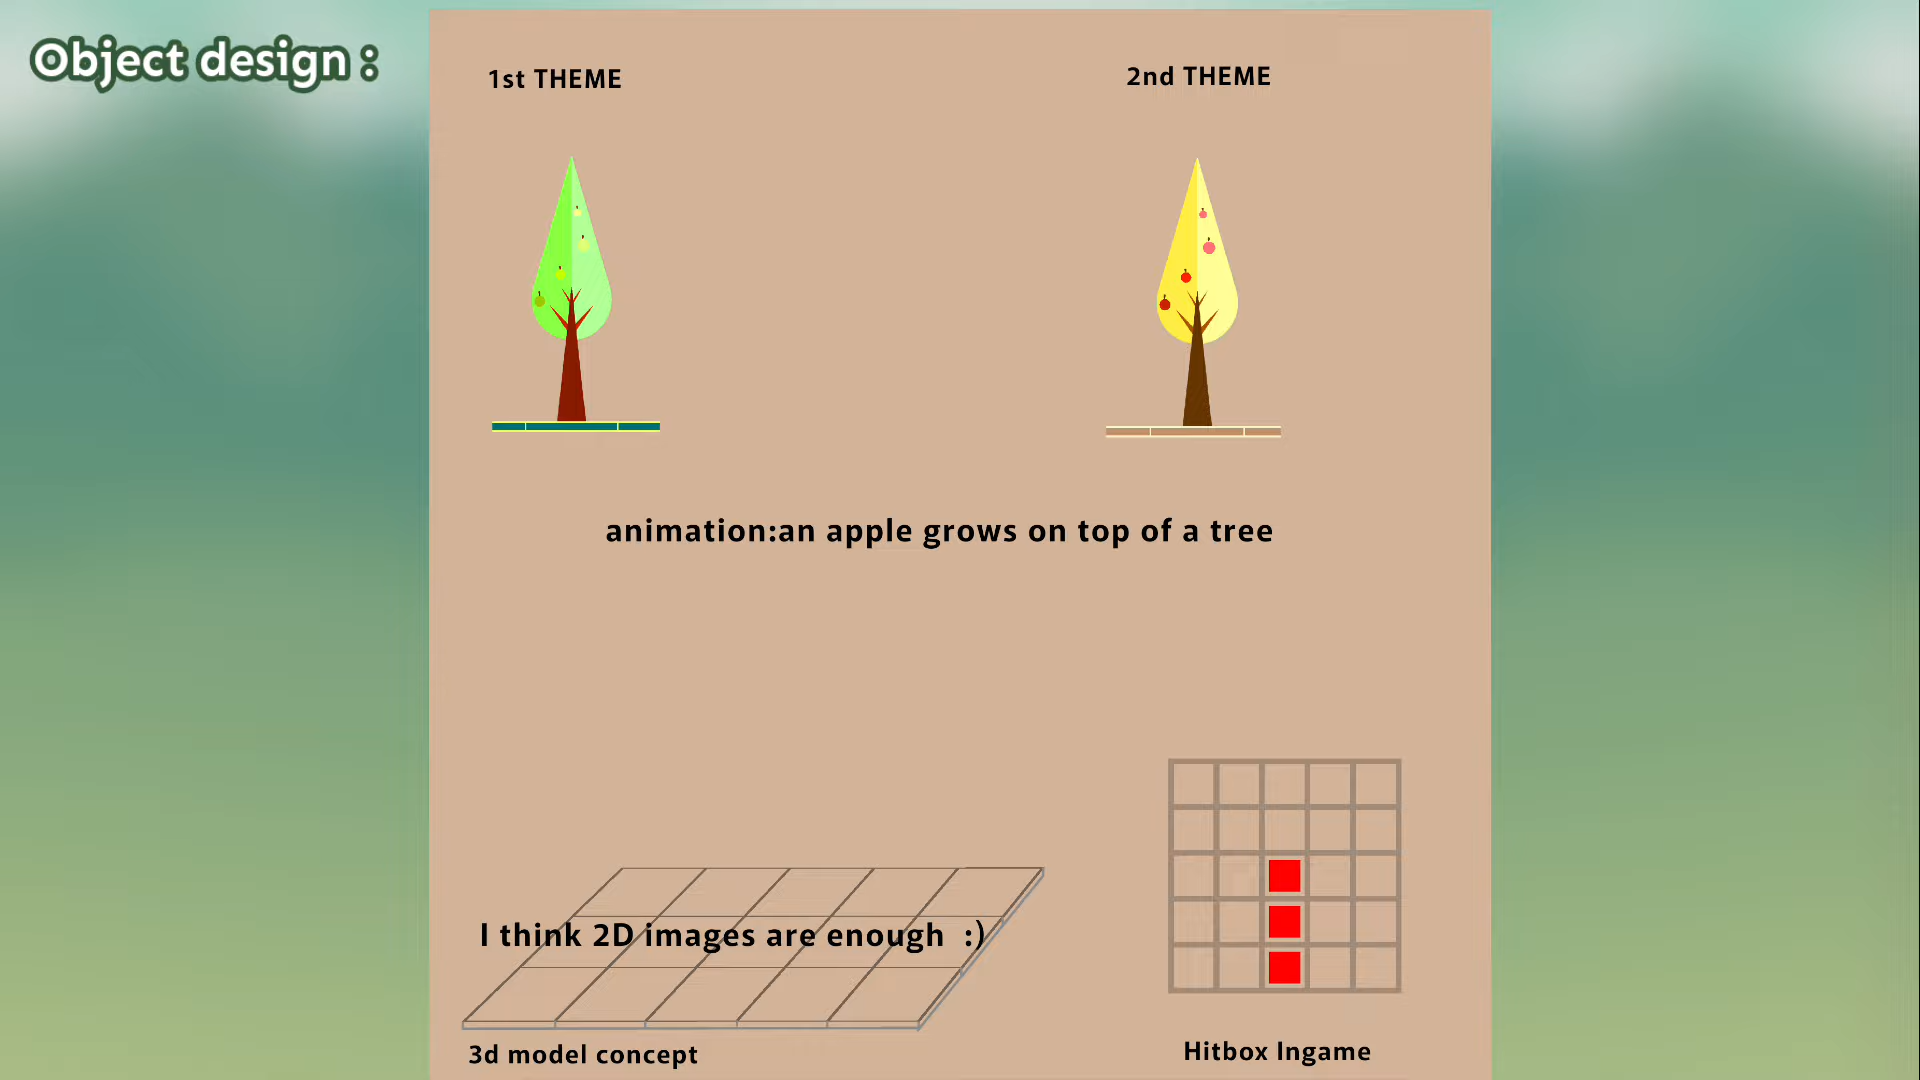 Object design :
1st THEME
2nd THEME
animation:an apple grows on top of a tree
I think 2D images are enough  :)
3d model concept
Hitbox Ingame